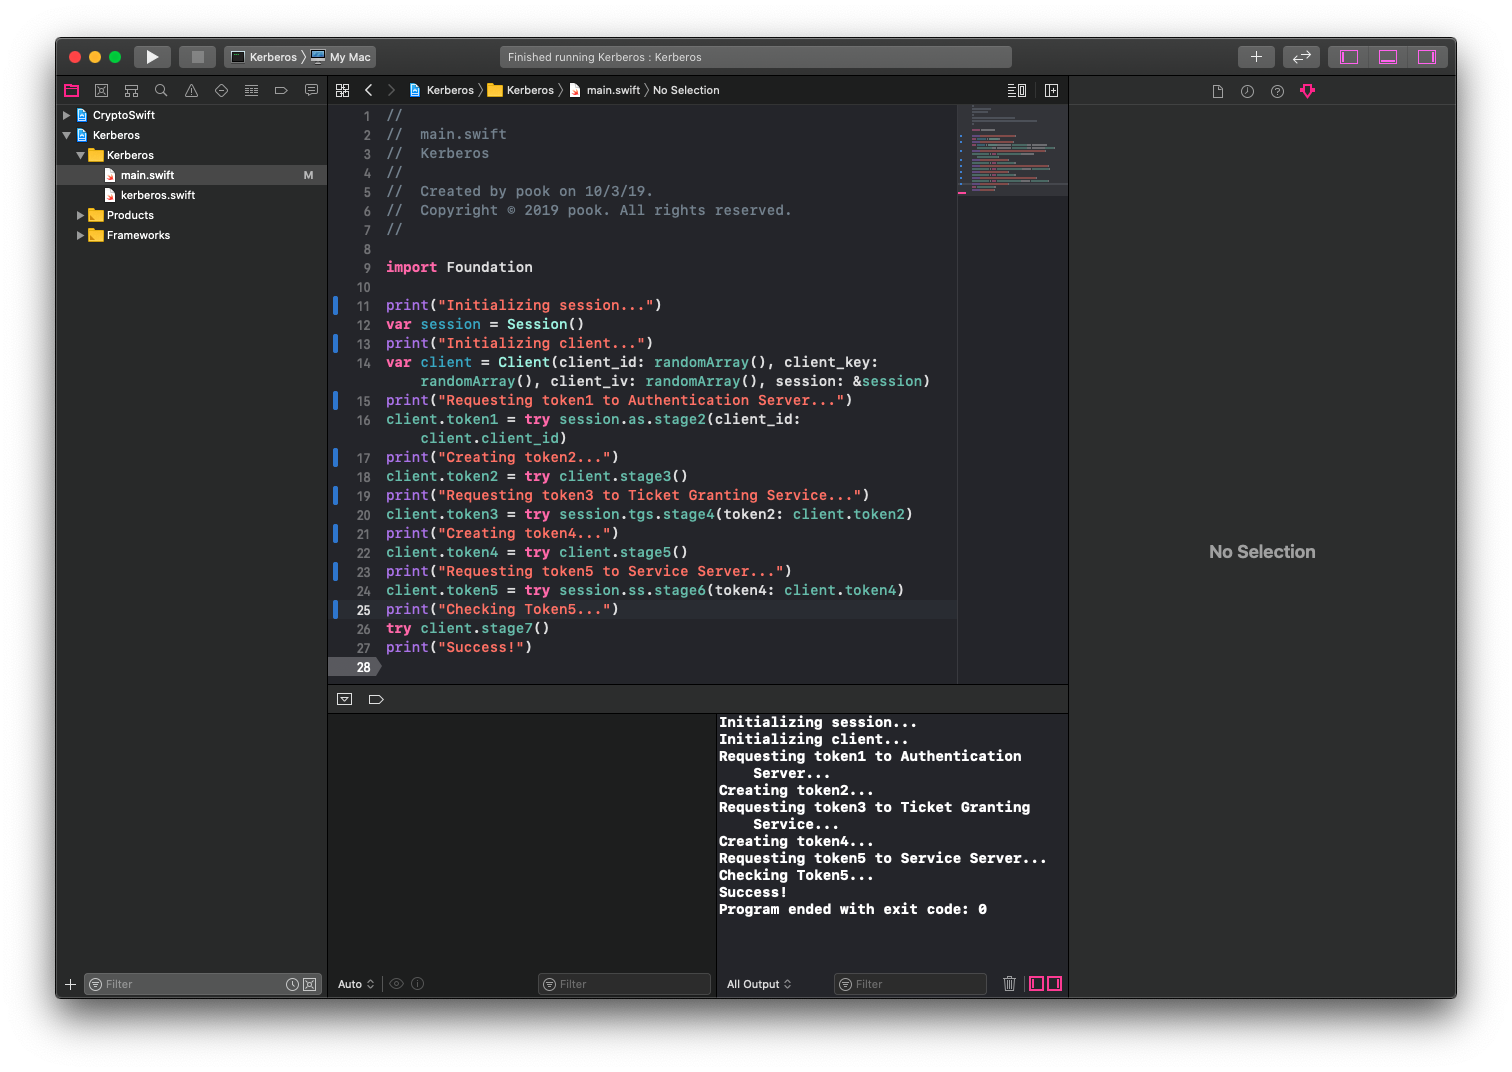 Kerberos 〉 My Mac
Finished running Kerberos : Kerberos
CryptoSwift
Kerberos
Kerberos
main.swift M
kerberos.swift
Products
Frameworks
Filter
Kerberos 〉 Kerberos 〉 main.swift 〉 No Selection
1 //
2 //  main.swift
3 //  Kerberos
4 //
5 //  Created by pook on 10/3/19.
6 //  Copyright © 2019 pook. All rights reserved.
7 //
8
9 import Foundation
10
11 print("Initializing session...")
12 var session = Session()
13 print("Initializing client...")
14 var client = Client(client_id: randomArray(), client_key:
randomArray(), client_iv: randomArray(), session: &session)
15 print("Requesting token1 to Authentication Server...")
16 client.token1 = try session.as.stage2(client_id:
client.client_id)
17 print("Creating token2...")
18 client.token2 = try client.stage3()
19 print("Requesting token3 to Ticket Granting Service...")
20 client.token3 = try session.tgs.stage4(token2: client.token2)
21 print("Creating token4...")
22 client.token4 = try client.stage5()
23 print("Requesting token5 to Service Server...")
24 client.token5 = try session.ss.stage6(token4: client.token4)
25 print("Checking Token5...")
26 try client.stage7()
27 print("Success!")
28
Auto
Filter
Initializing session...
Initializing client...
Requesting token1 to Authentication
Server...
Creating token2...
Requesting token3 to Ticket Granting
Service...
Creating token4...
Requesting token5 to Service Server...
Checking Token5...
Success!
Program ended with exit code: 0
All Output
Filter
No Selection